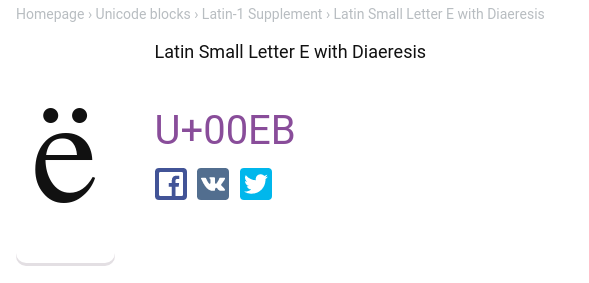 Homepage › Unicode blocks › Latin-1 Supplement › Latin Small Letter E with Diaeresis
Latin Small Letter E with Diaeresis
ë
U+00EB